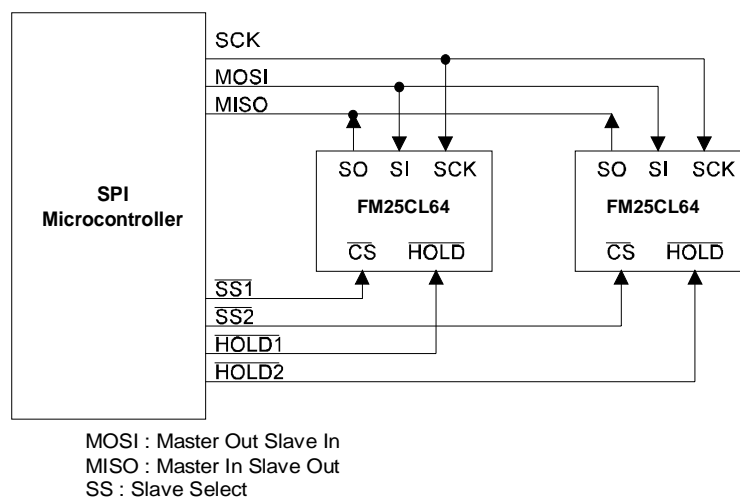 SCK
MOSI
MISO
SO SI SCK
FM25CL64
CS HOLD
SO SI SCK
FM25CL64
CS HOLD
SPI
Microcontroller
SS1
SS2
HOLD1
HOLD2
MOSI : Master Out Slave In
MISO : Master In Slave Out
SS : Slave Select